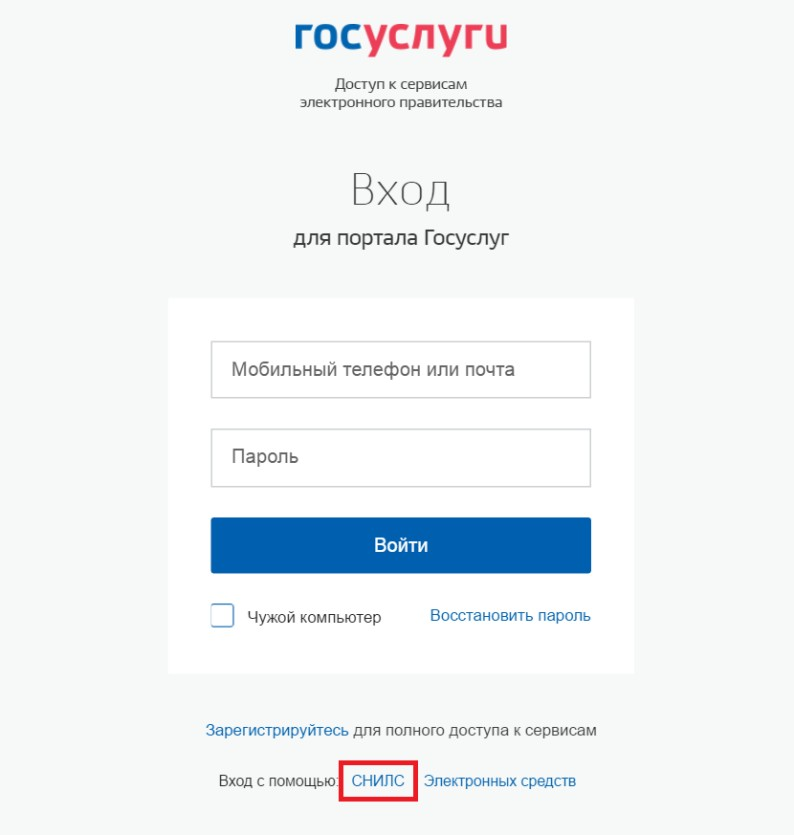 госуслуги
Доступ к сервисам
электронного правительства
Вход
для портала Госуслуг
Мобильный телефон или почта
Пароль
Войти
Чужой компьютер Восстановить пароль
Зарегистрируйтесь для полного доступа к сервисам
Вход с помощью: СНИЛС Электронных средств